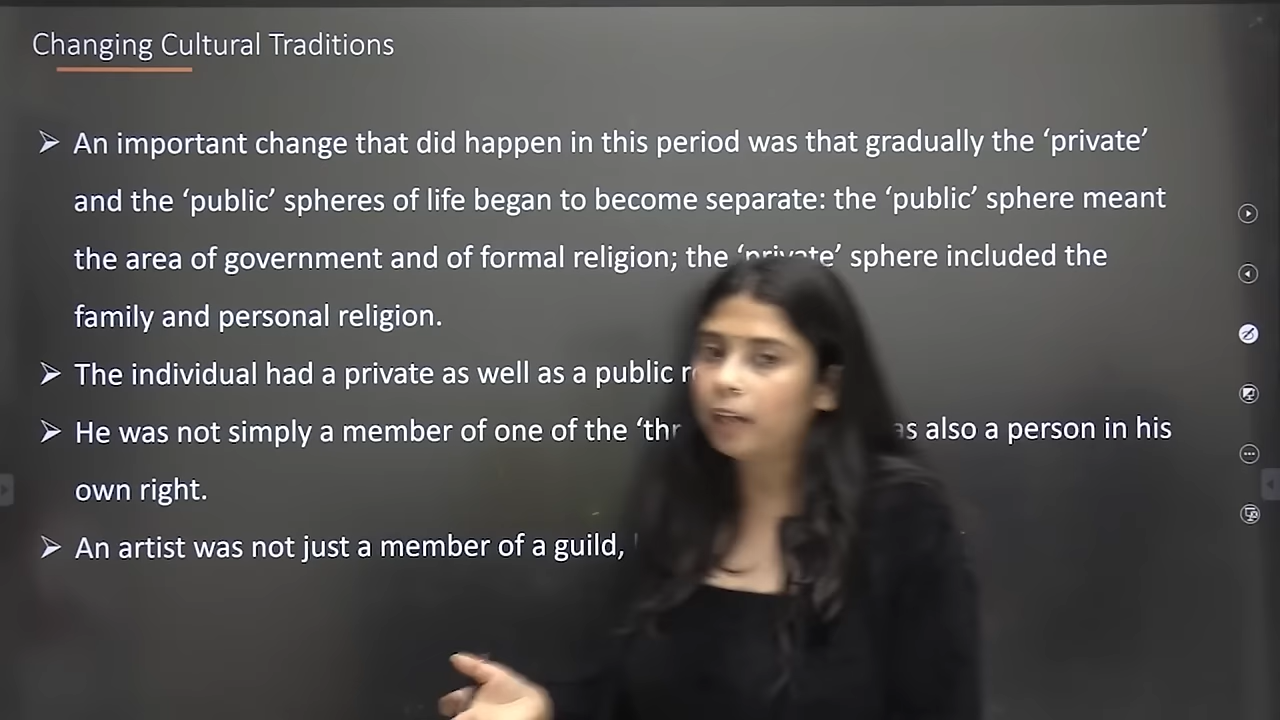 Changing Cultural Traditions
An important change that did happen in this period was that gradually the ‘private’
and the ‘public’ spheres of life began to become separate: the ‘public’ sphere meant
the area of government and of formal religion; the ‘private’ sphere included the
family and personal religion.
The individual had a private as well as a public
He was not simply a member of one of the also a person in his
own right.
An artist was not just a member of a guild,